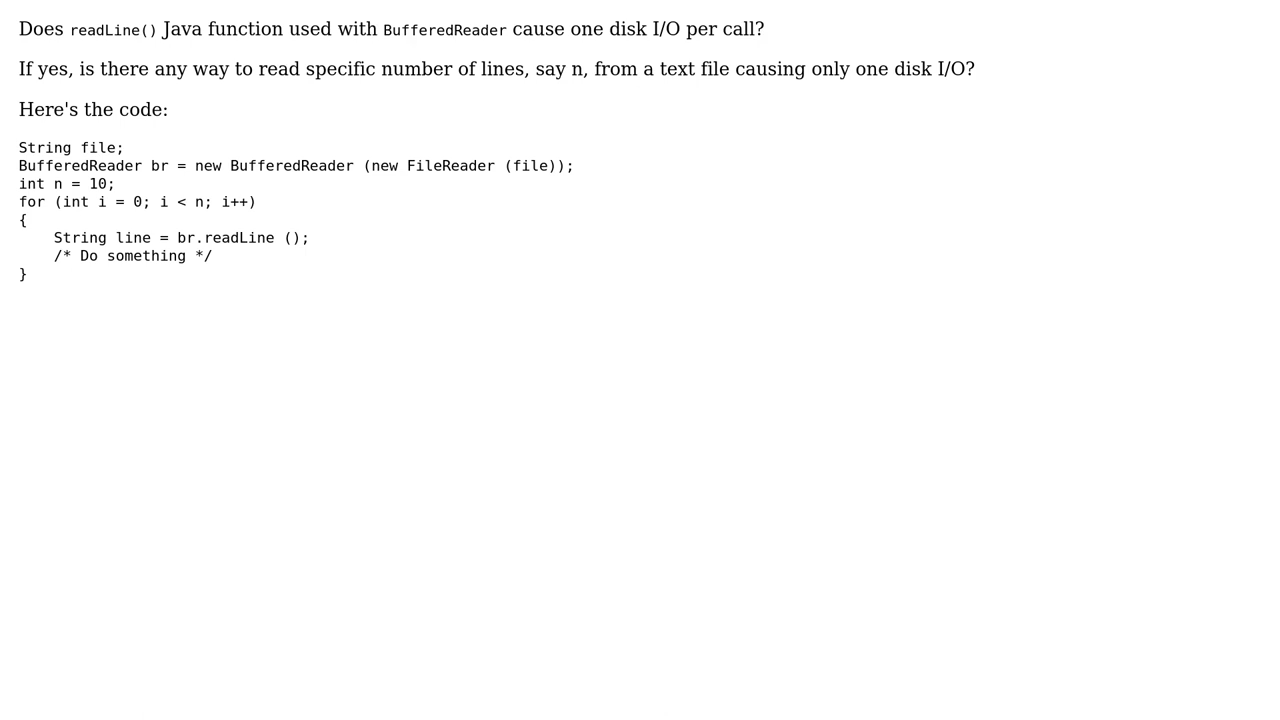 Does readLine() Java function used with BufferedReader cause one disk I/O per call?
If yes, is there any way to read specific number of lines, say n, from a text file causing only one disk I/O?
Here's the code:
String file;
BufferedReader br = new BufferedReader (new FileReader (file));
int n = 10;
for (int i = 0; i < n; i++)
{
    String line = br.readLine ();
    /* Do something */
}